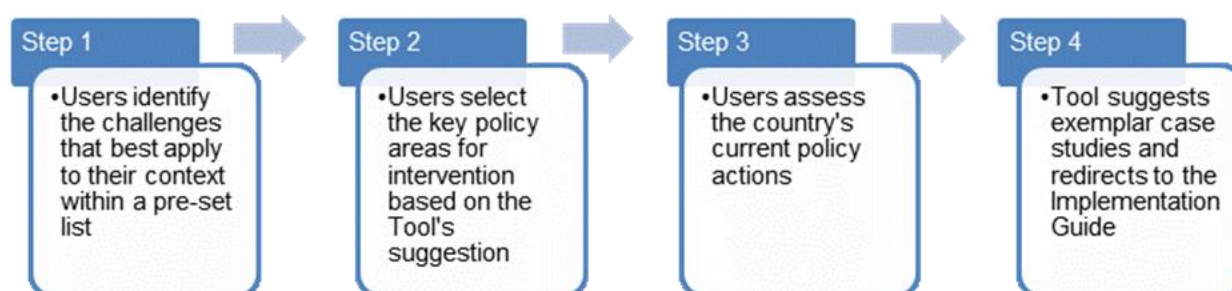 Step 1
•Users identify
the challenges
that best apply
to their context
within a pre-set
list
Step 2
•Users select
the key policy
areas for
intervention
based on the
Tool's
suggestion
Step 3
•Users assess
the country's
current policy
actions
Step 4
•Tool suggests
exemplar case
studies and
redirects to the
Implementation
Guide